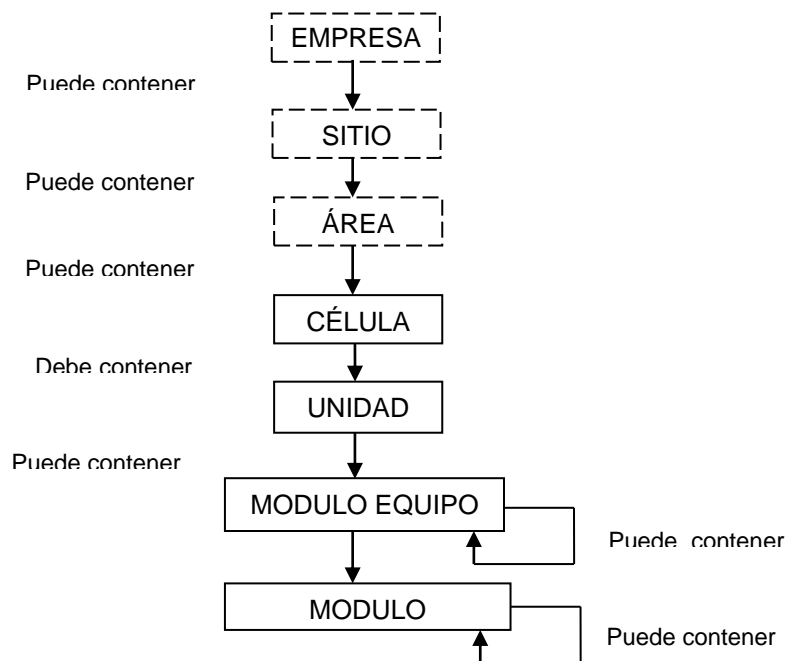 EMPRESA
Puede contener
SITIO
Puede contener
ÁREA
Puede contener
CÉLULA
Debe contener
UNIDAD
Puede contener
MODULO EQUIPO
Puede contener
MODULO
Puede contener